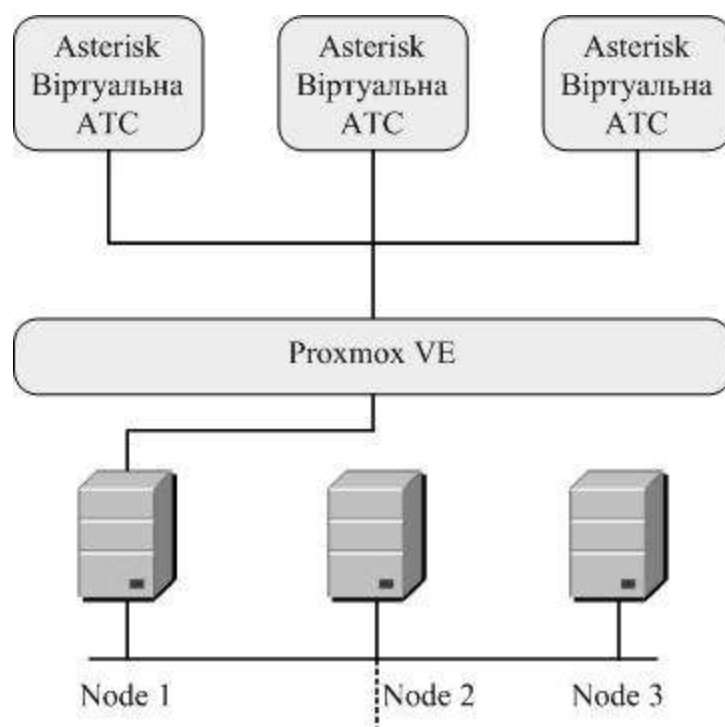 Asterisk
Віртуальна
АТС
Asterisk
Віртуальна
АТС
Asterisk
Віртуальна
АТС
Proxmox VE
Node 1
Node 2
Node 3